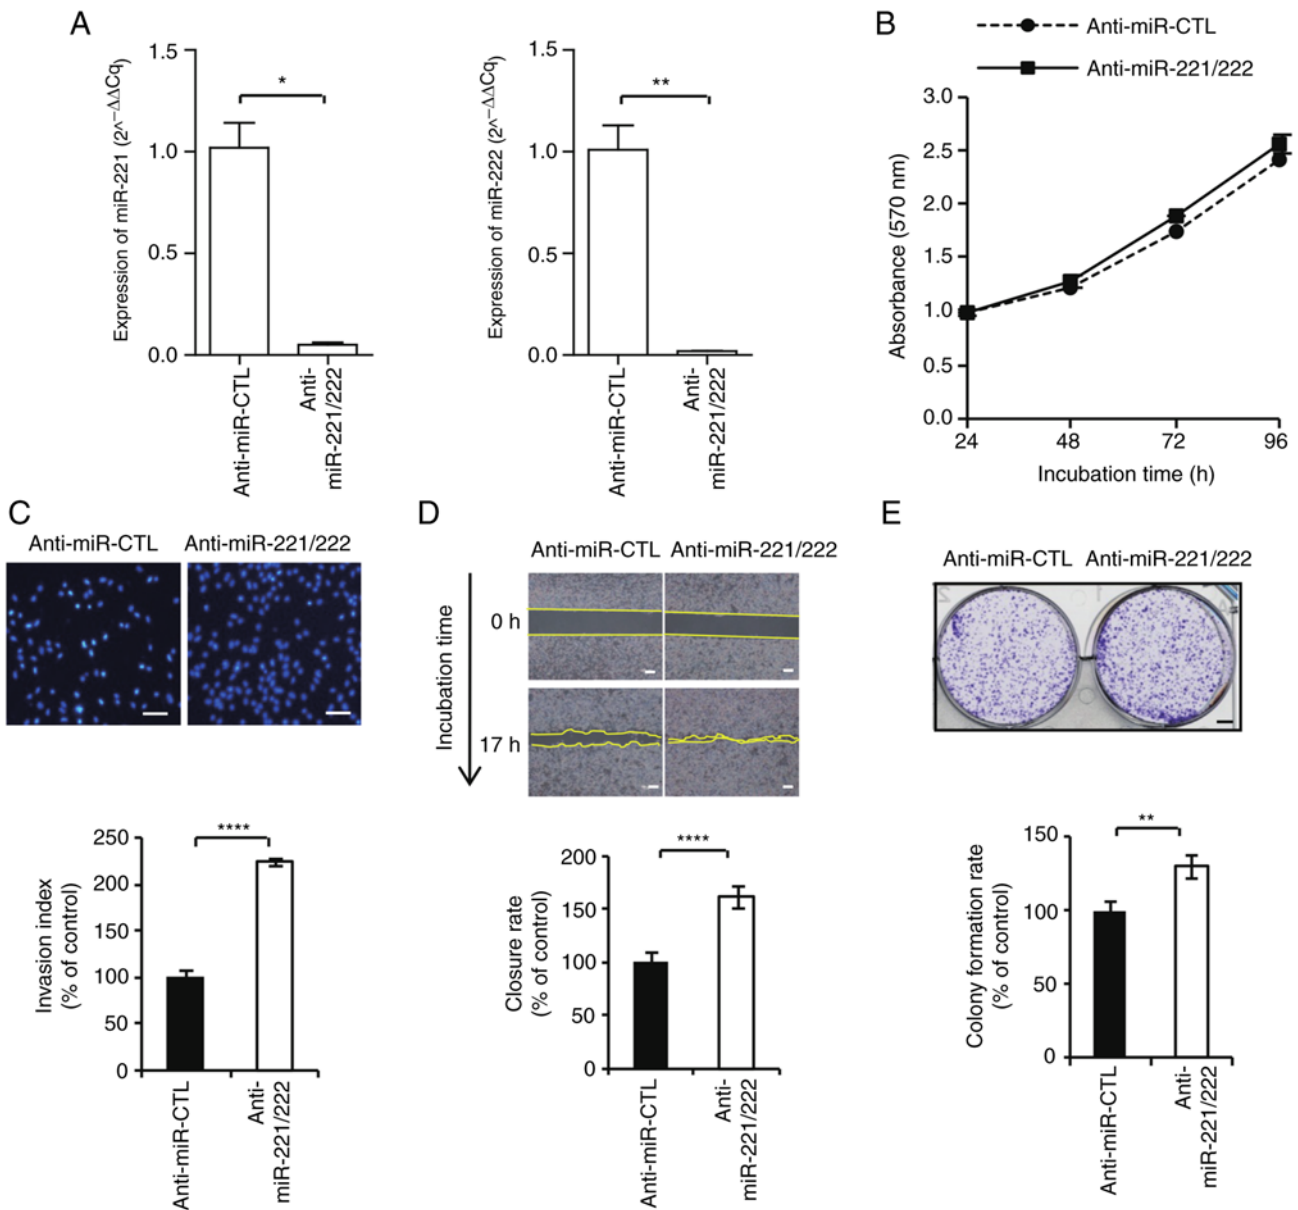 A
Expression of miR-221 (2^−ΔΔCq)
1.5
1.0
0.5
0.0
*
Anti-miR-CTL
Anti-
miR-221/222
Expression of miR-222 (2^−ΔΔCq)
1.5
1.0
0.5
0.0
**
Anti-miR-CTL
Anti-
miR-221/222
B
Anti-miR-CTL
Anti-miR-221/222
Absorbance (570 nm)
3.0
2.5
2.0
1.5
1.0
0.5
0.0
24 48 72 96
Incubation time (h)
C
Anti-miR-CTL Anti-miR-221/222
Invasion index
(% of control)
250
200
150
100
50
0
****
Anti-miR-CTL
Anti-
miR-221/222
D
Anti-miR-CTL Anti-miR-221/222
Incubation time
0 h
17 h
Closure rate
(% of control)
200
150
100
50
0
****
Anti-miR-CTL
Anti-
miR-221/222
E
Anti-miR-CTL Anti-miR-221/222
2 1
Colony formation rate
(% of control)
150
100
50
0
**
Anti-miR-CTL
Anti-
miR-221/222